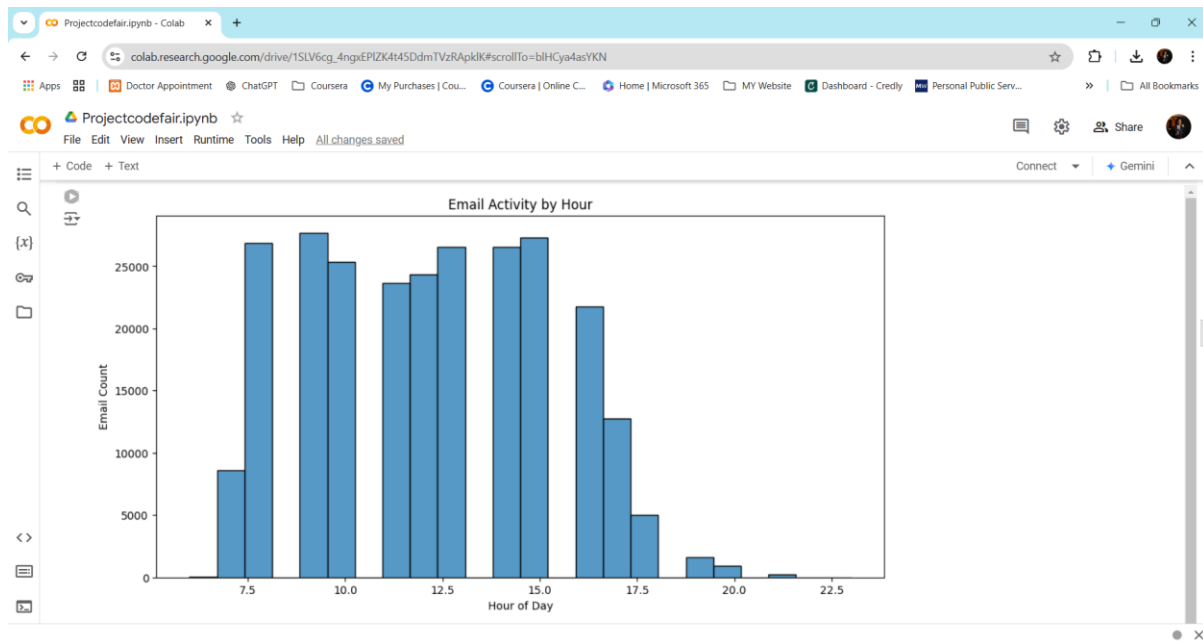 Projectcodefair.ipynb - Colab
colab.research.google.com/drive/1SLV6cg_4ngxEPlZK4t45DdmTVzRApklK#scrollTo=blHCya4asYKN
Apps Doctor Appointment ChatGPT Coursera My Purchases | Cou... Coursera | Online C... Home | Microsoft 365 MY Website Dashboard - Credly Personal Public Serv... » All Bookmarks
Projectcodefair.ipynb
File Edit View Insert Runtime Tools Help All changes saved
Share
+ Code + Text
Connect
Gemini
{x}
Email Activity by Hour
Email Count
25000
20000
15000
10000
5000
0
7.5 10.0 12.5 15.0 17.5 20.0 22.5
Hour of Day